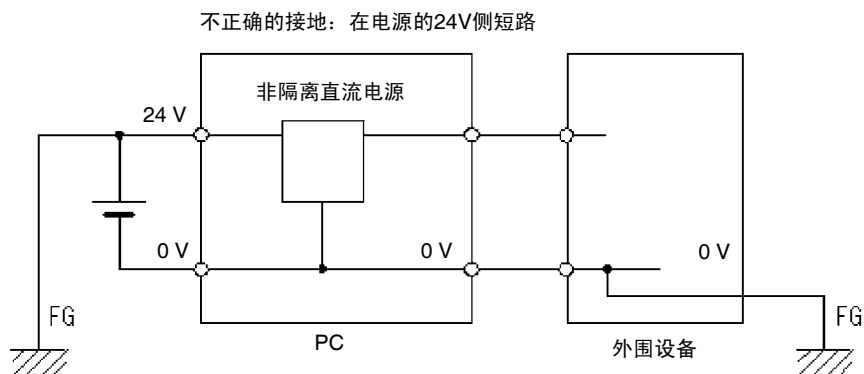 不正确的接地：在电源的24V侧短路
非隔离直流电源
24 V
0 V
0 V
0 V
FG
FG
PC
外围设备